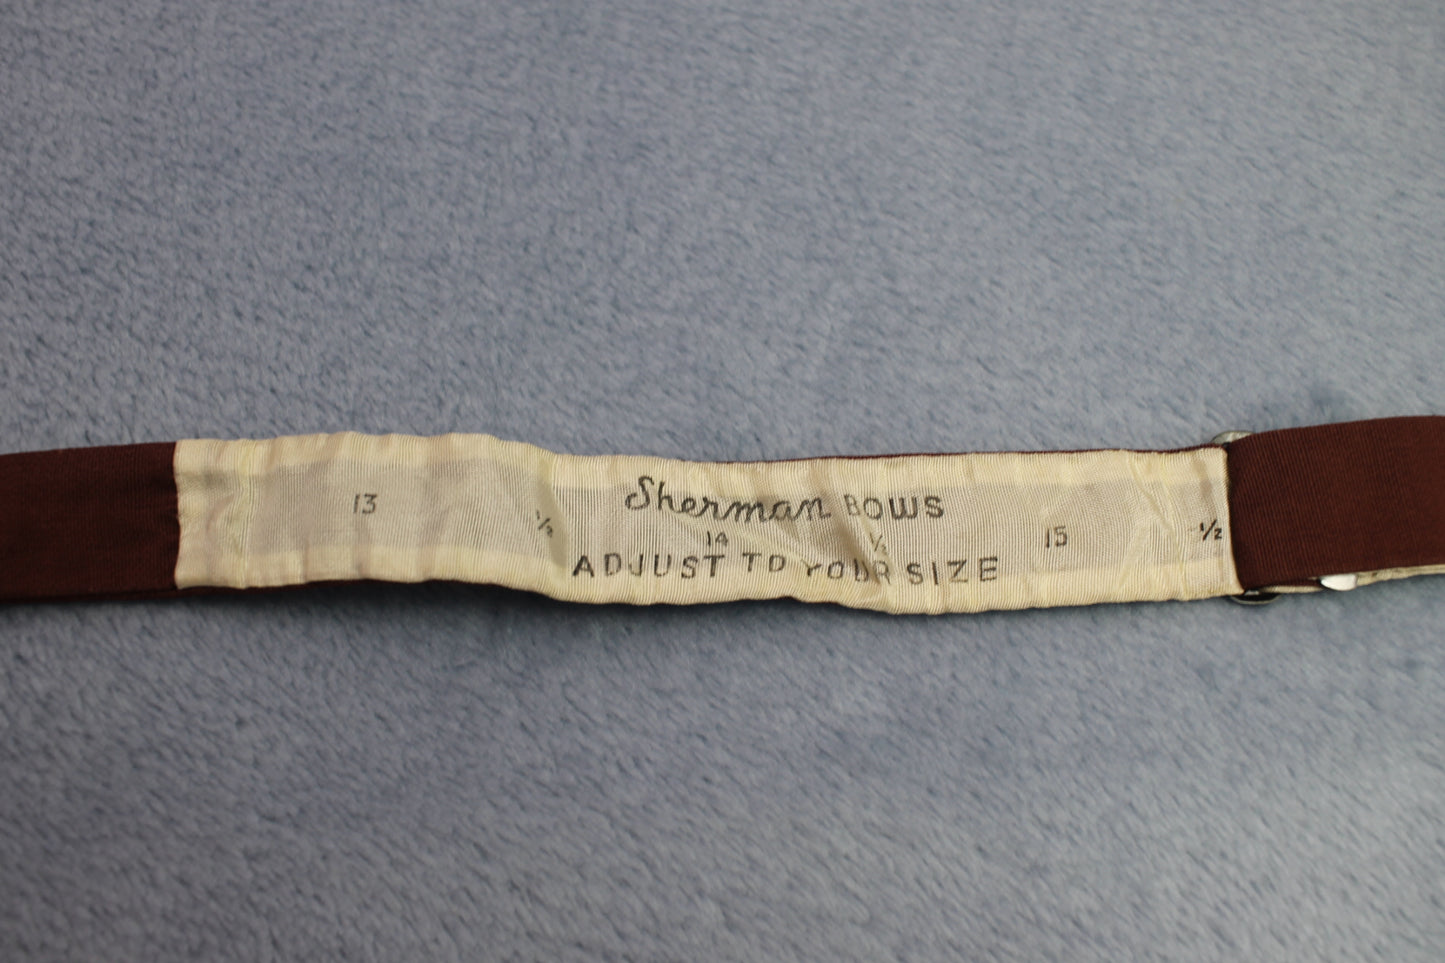 Sherman BOWS
13 ½ 14 ½ 15 ½
ADJUST TO YOUR SIZE